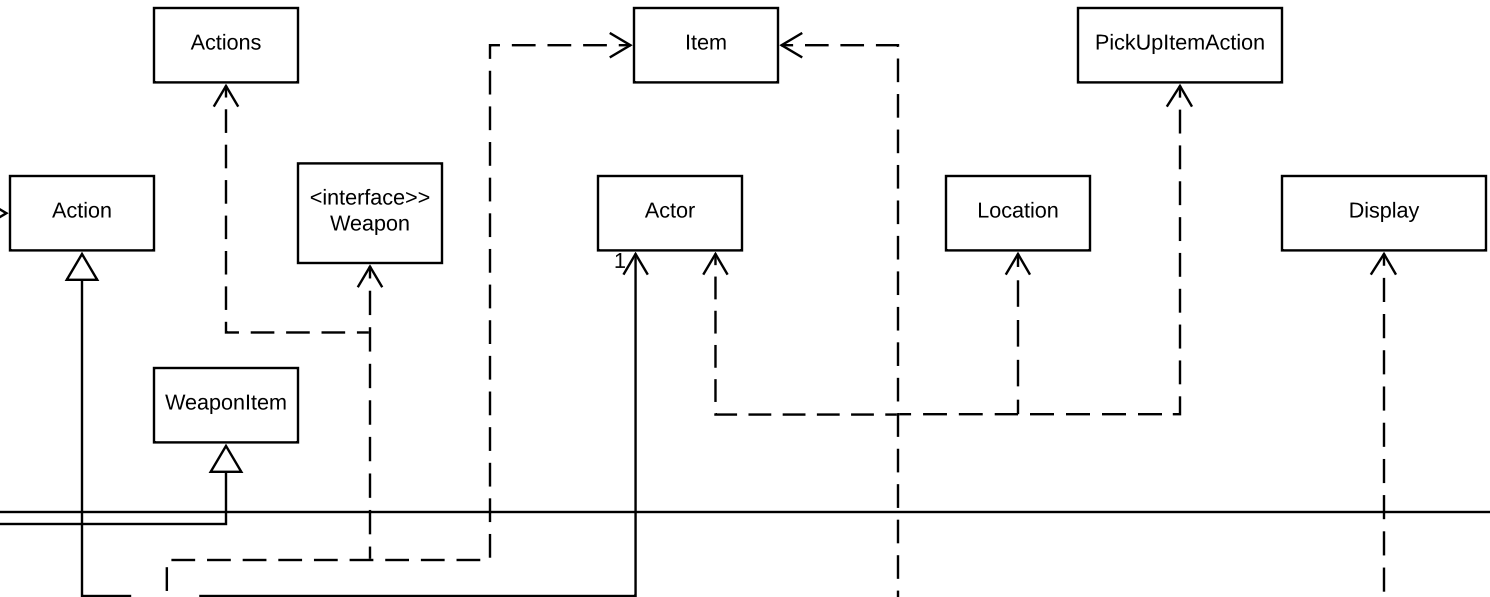 Actions
Item
PickUpItemAction
Action
<interface>>
Weapon
Actor
Location
Display
1
WeaponItem